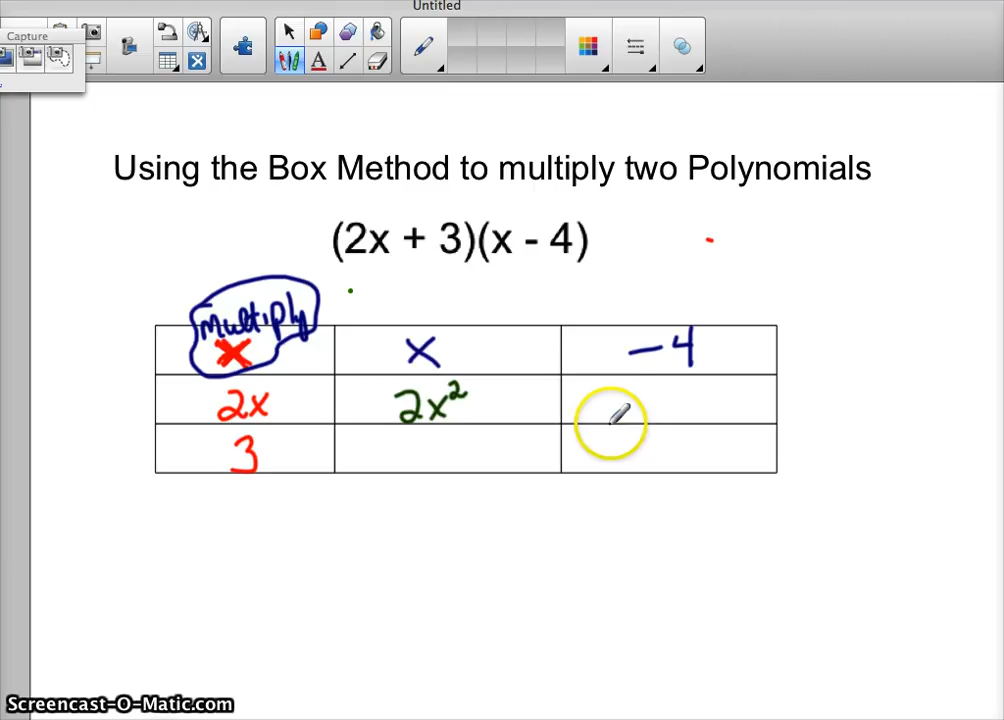 Untitled
Capture
Using the Box Method to multiply two Polynomials
(2x + 3)(x - 4)
multiply
x x -4
2x 2x²
3
Screencast-O-Matic.com